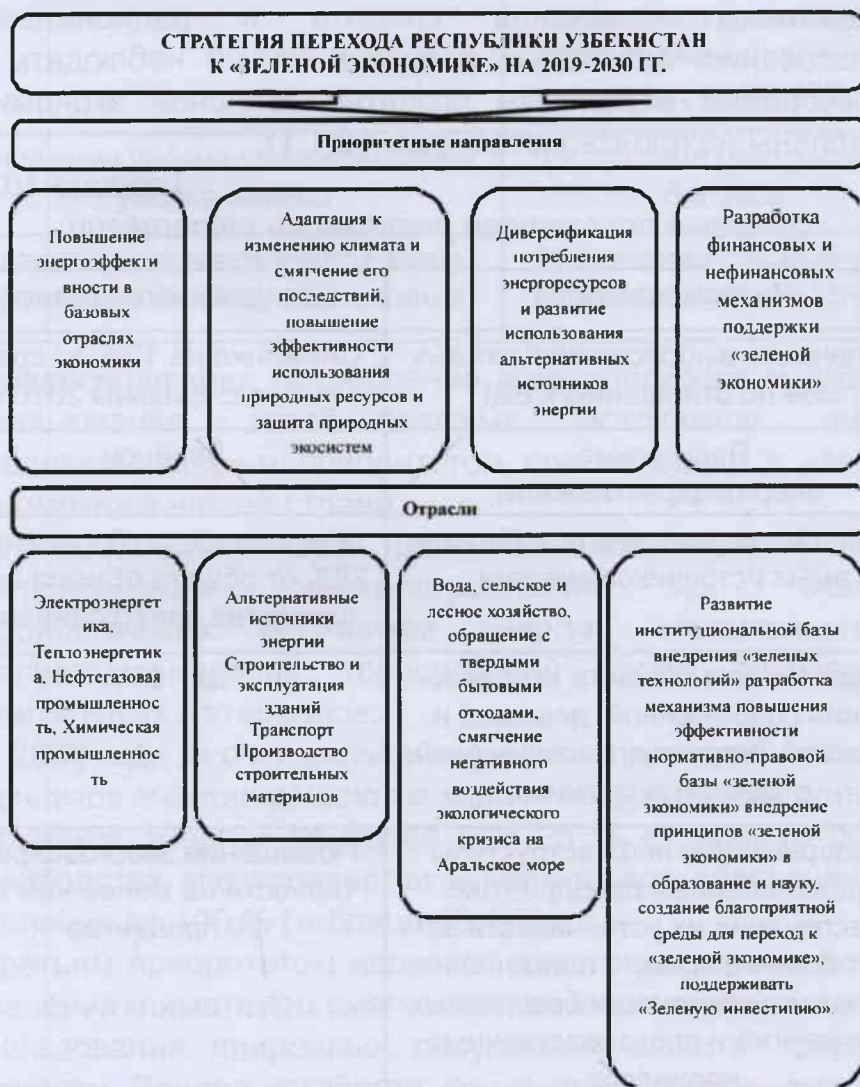 СТРАТЕГИЯ ПЕРЕХОДА РЕСПУБЛИКИ УЗБЕКИСТАН
К «ЗЕЛЕНОЙ ЭКОНОМИКЕ» НА 2019-2030 ГГ.
Приоритетные направления
Повышение
энергоэффекти
вности в
базовых
отраслях
экономики
Адаптация к
изменению климата и
смягчение его
последствий,
повышение
эффективности
использования
природных ресурсов и
защита природных
экосистем
Диверсификация
потребления
энергоресурсов
и развитие
использования
альтернативных
источников
энергии
Разработка
финансовых и
нефинансовых
механизмов
поддержки
«зеленой
экономики»
Отрасли
Электроэнергет
ика,
Теплоэнергетик
а, Нефтегазовая
промышленнос
ть, Химическая
промышленнос
ть
Альтернативные
источники
энергии
Строительство и
эксплуатация
зданий
Транспорт
Производство
строительных
материалов
Вода, сельское и
лесное хозяйство,
обращение с
твердыми
бытовыми
отходами,
смягчение
негативного
воздействия
экологического
кризиса на
Аральское море
Развитие
институциональной базы
внедрения «зеленых
технологий» разработка
механизма повышения
эффективности
нормативно-правовой
базы «зеленой
экономики» внедрение
принципов «зеленой
экономики» в
образование и науку,
создание благоприятной
среды для переход к
«зеленой экономике»,
поддерживать
«Зеленую инвестицию».